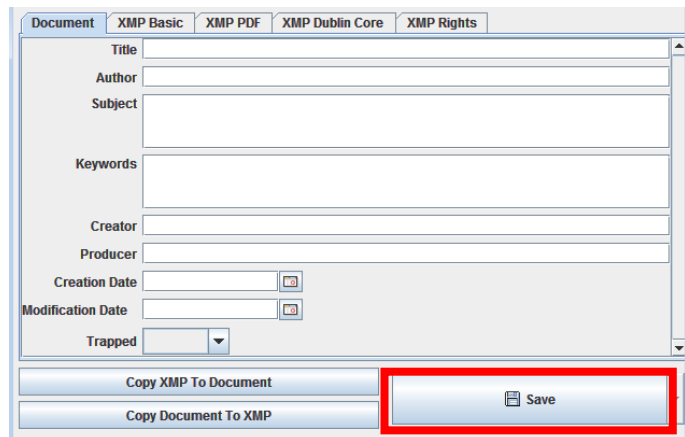 Document XMP Basic XMP PDF XMP Dublin Core XMP Rights
Title
Author
Subject
Keywords
Creator
Producer
Creation Date
Modification Date
Trapped
Copy XMP To Document
Save
Copy Document To XMP